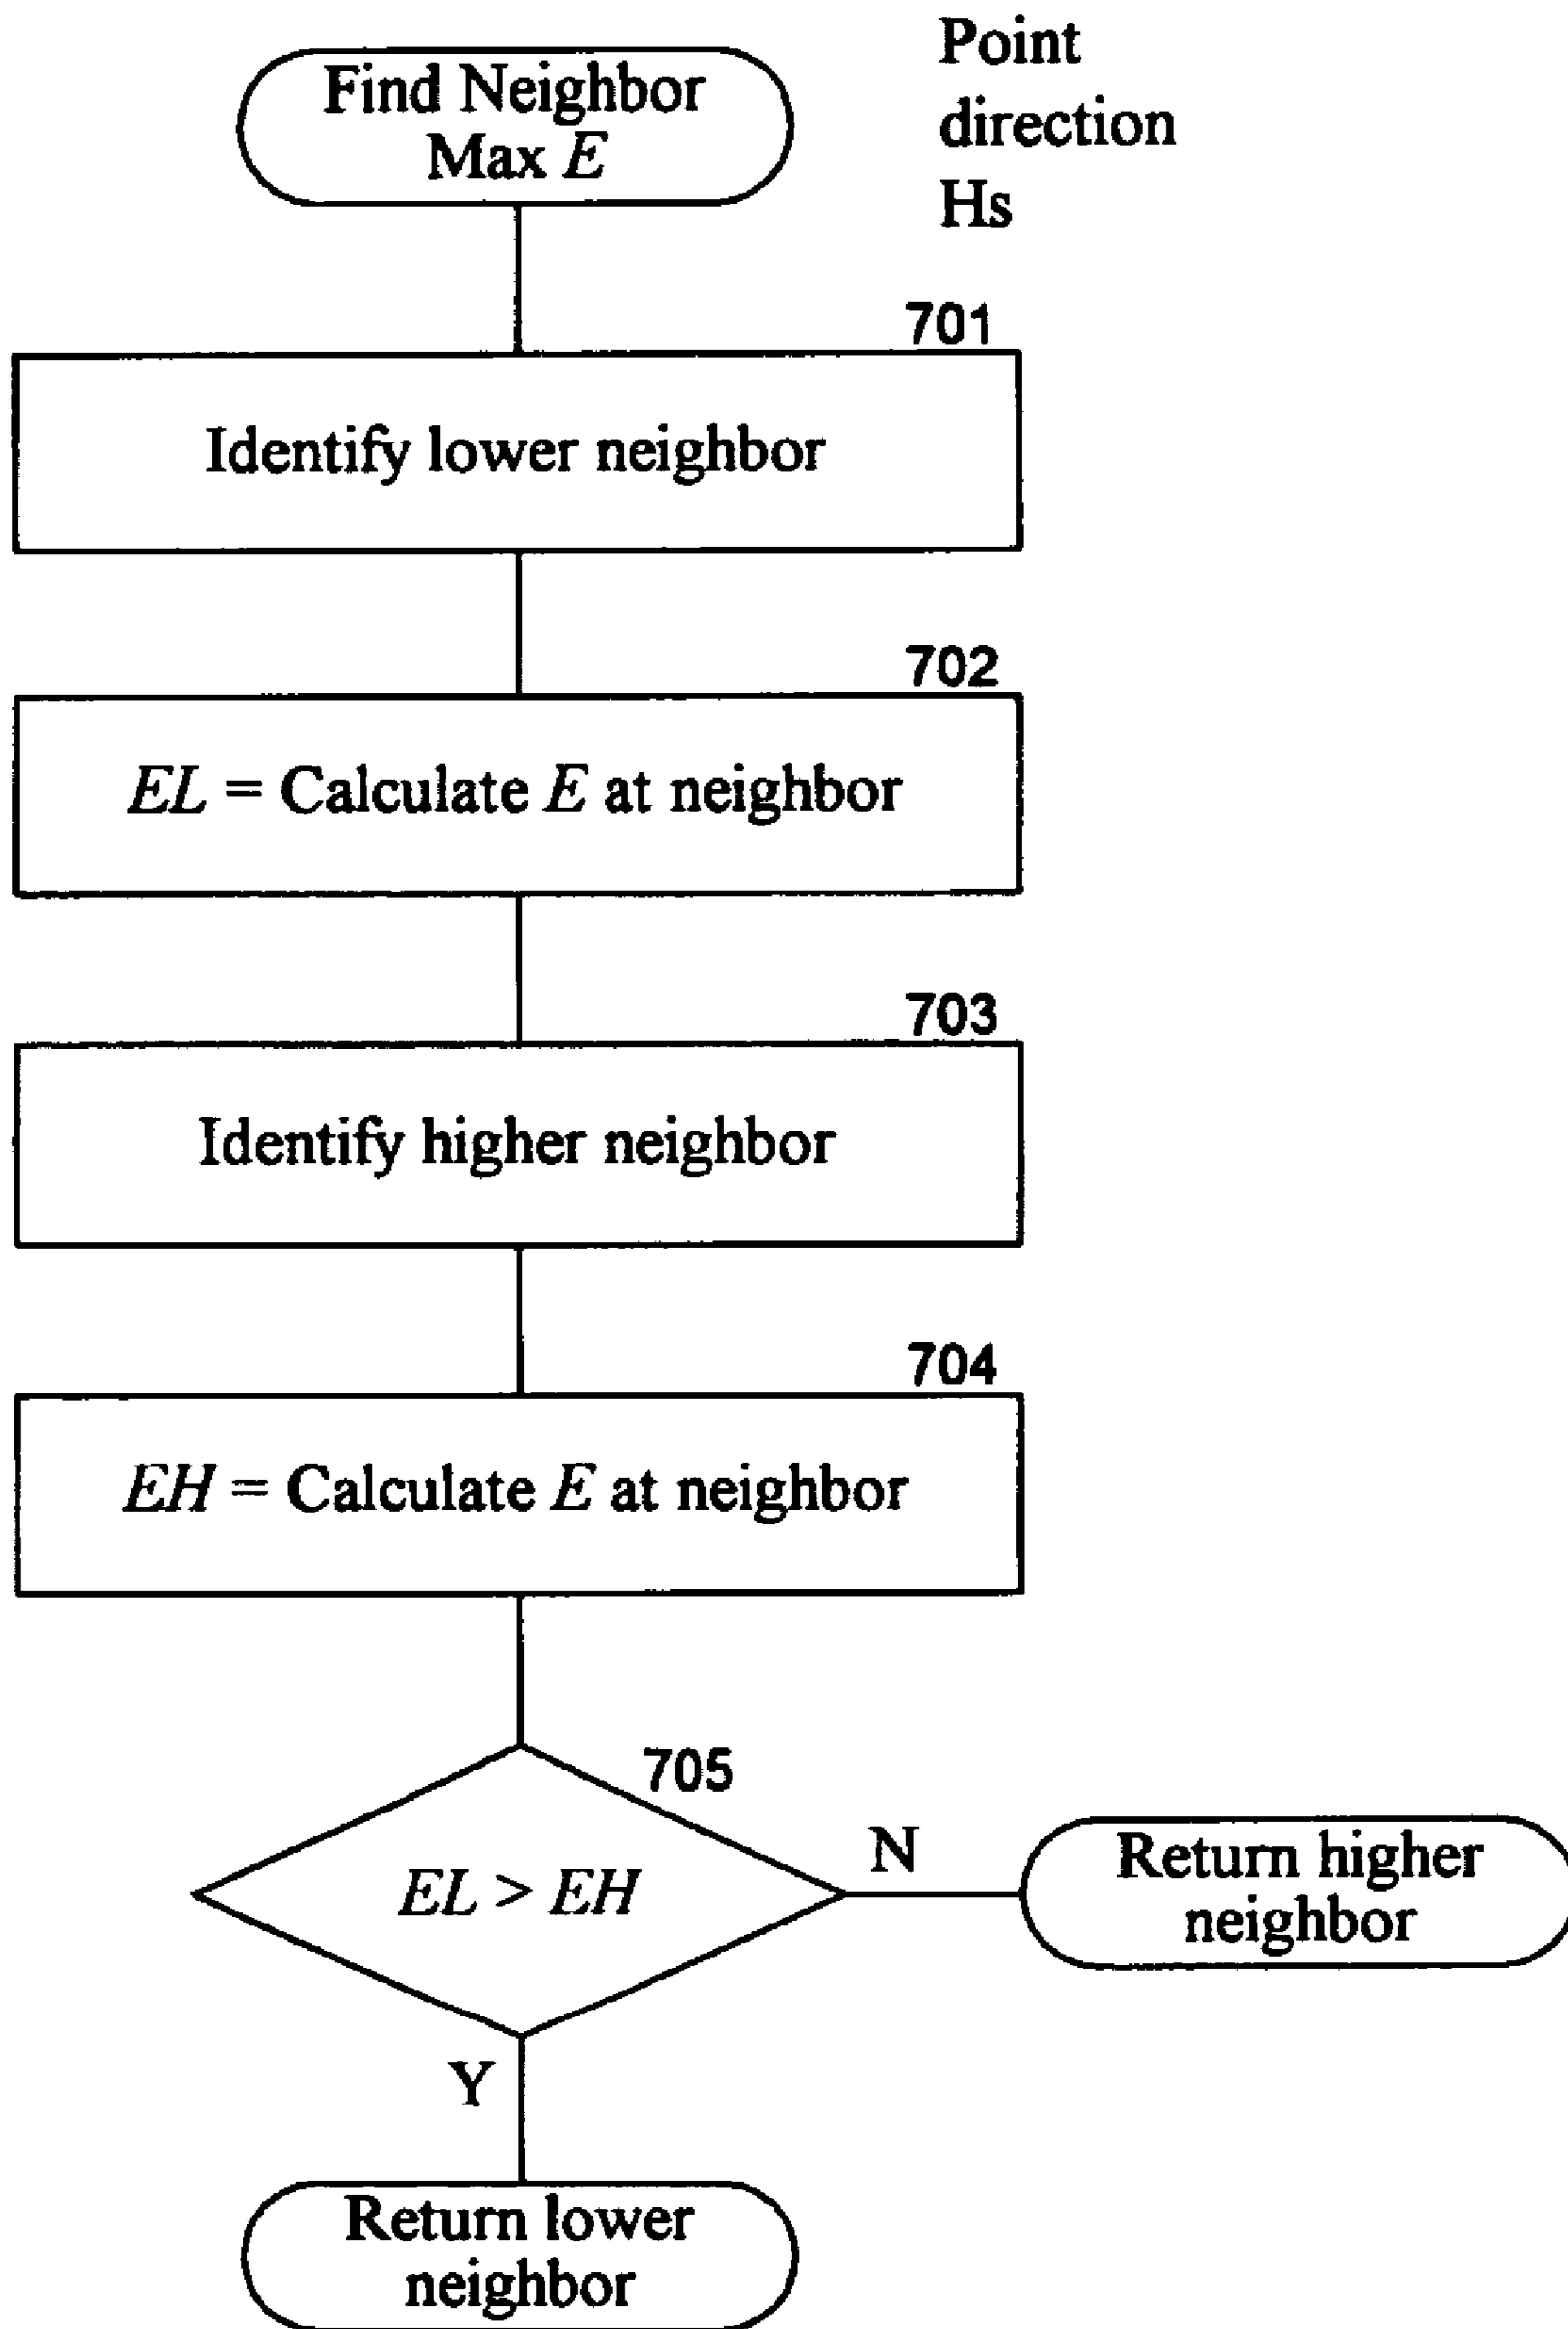 Find Neighbor
Max E
Point
direction
Hs
701
Identify lower neighbor
702
EL = Calculate E at neighbor
703
Identify higher neighbor
704
EH = Calculate E at neighbor
705
EL > EH
N
Return higher
neighbor
Y
Return lower
neighbor